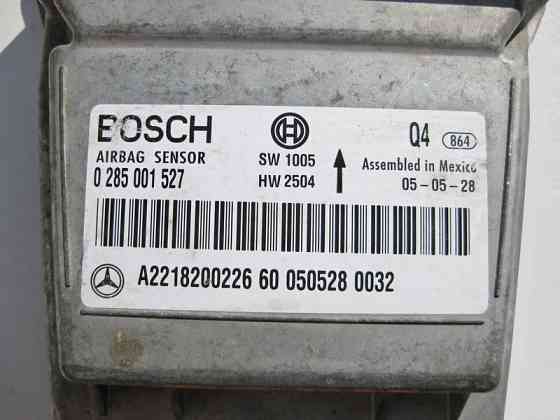 BOSCH
AIRBAG SENSOR
0 285 001 527
SW 1005
HW 2504
Q4 864
Assembled in Mexico
05-05-28
A2218200226 60 050528 0032